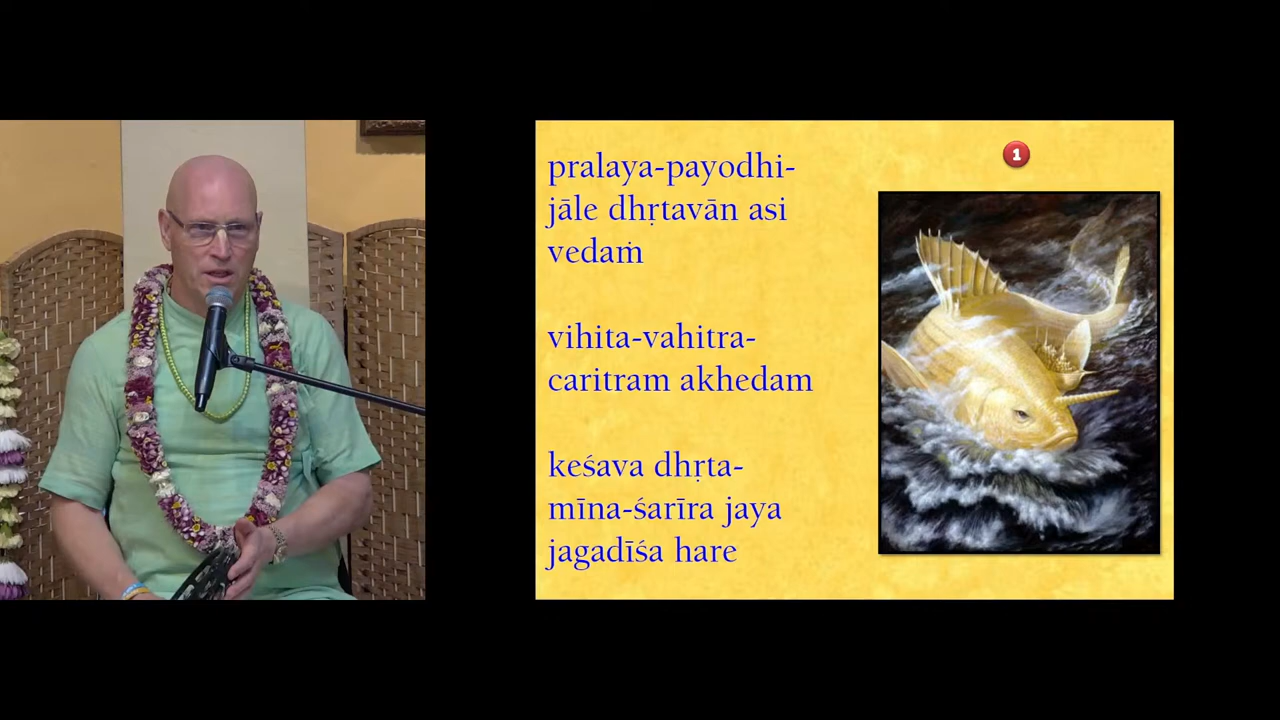 1
pralaya-payodhi-
jāle dhṛtavān asi
vedaṁ
vihita-vahitra-
caritram akhedam
keśava dhṛta-
mīna-śarīra jaya
jagadīśa hare